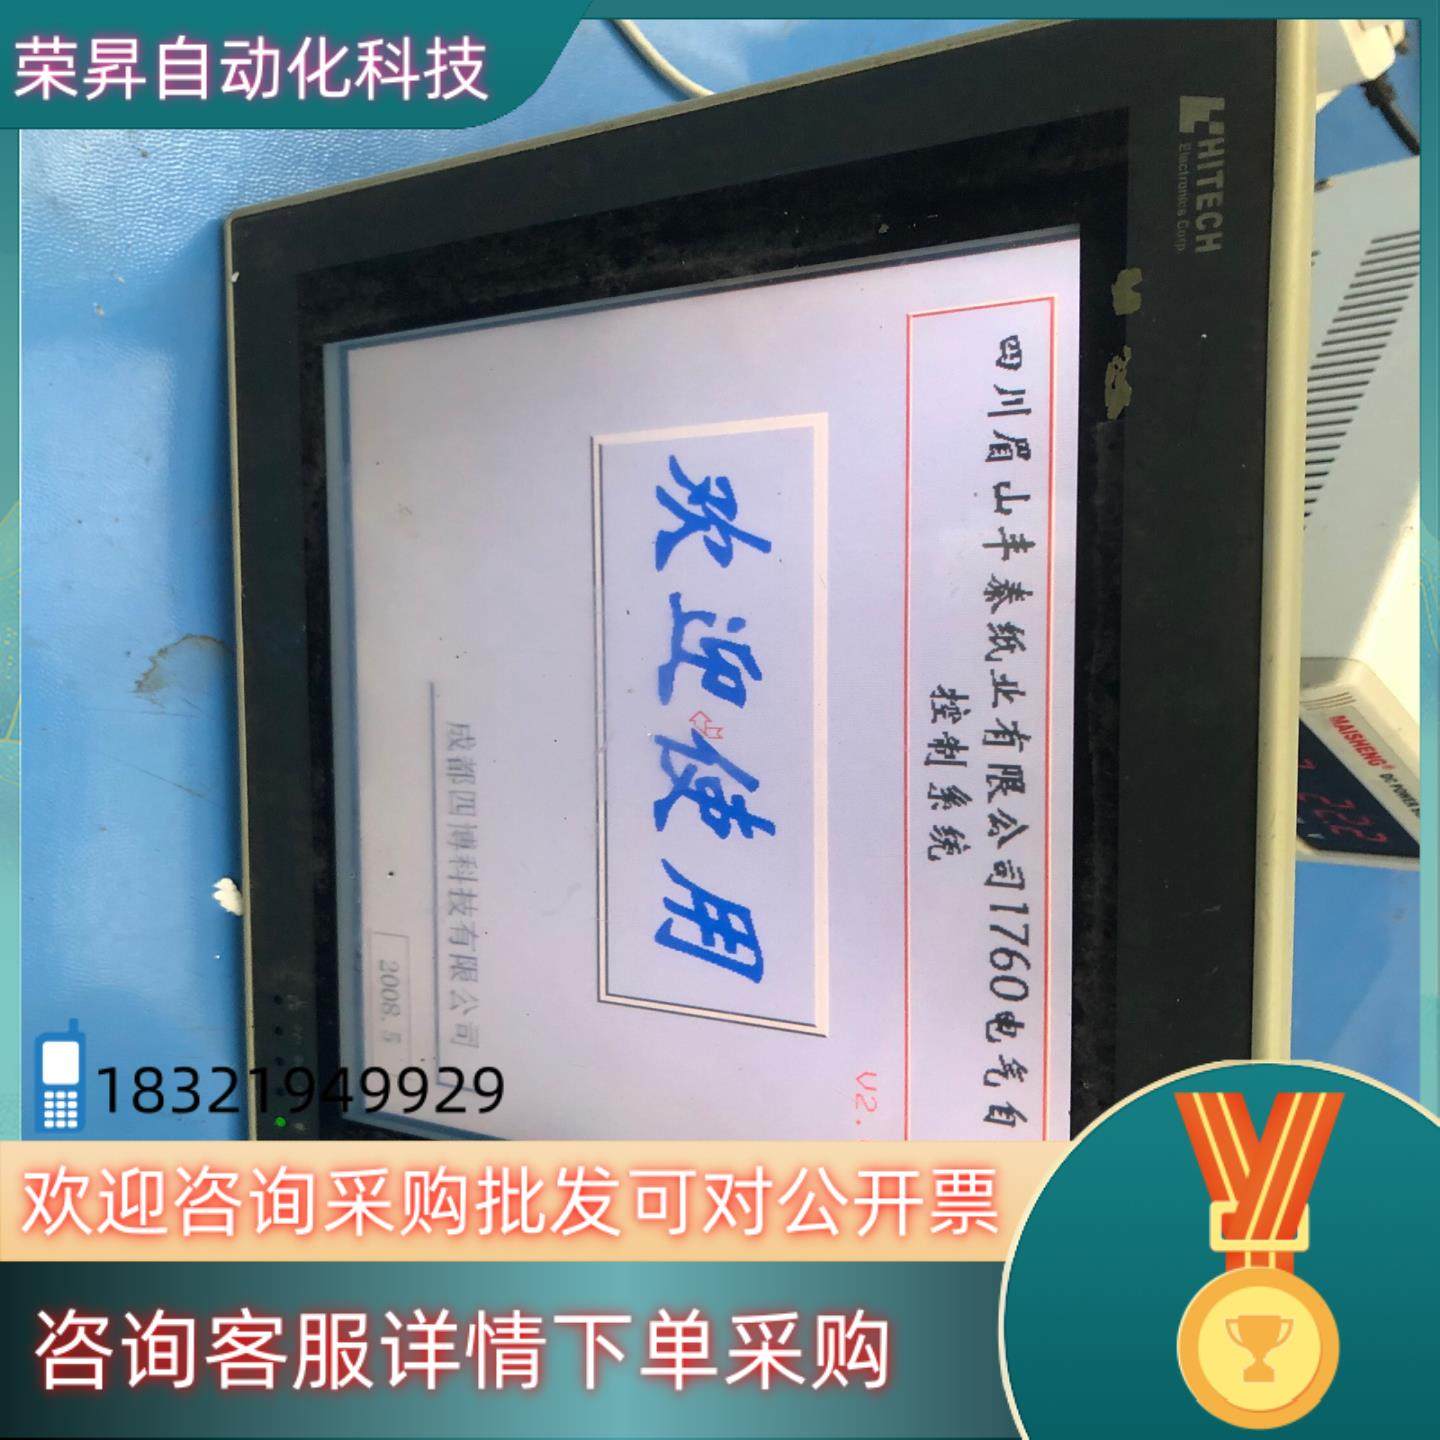 荣昇自动化科技
HITECH
Electronics Corp.
四川眉山丰泰纸业有限公司1760电气自
控制系统
V2.
欢迎使用
成都四博科技有限公司
2008.5
MAISHENG®
DC POWER
18321949929
欢迎咨询采购批发可对公开票
咨询客服详情下单采购